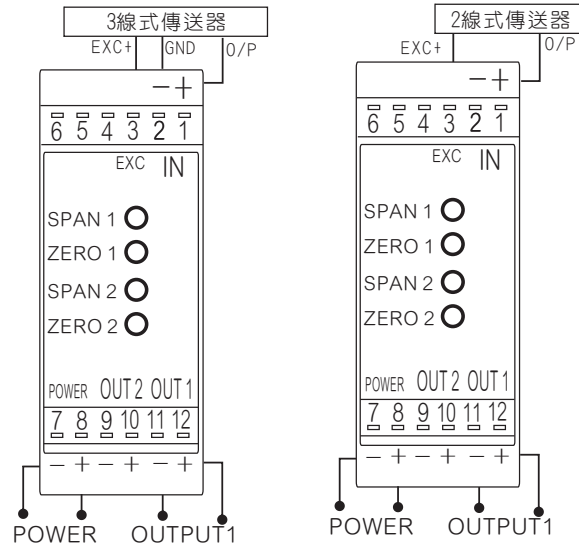 3線式傳送器
EXC+ GND O/P
− +
6 5 4 3 2 1
EXC IN
SPAN 1
ZERO 1
SPAN 2
ZERO 2
POWER OUT 2 OUT 1
7 8 9 10 11 12
− + − + − +
POWER OUTPUT1
2線式傳送器
EXC+ O/P
− +
6 5 4 3 2 1
EXC IN
SPAN 1
ZERO 1
SPAN 2
ZERO 2
POWER OUT 2 OUT 1
7 8 9 10 11 12
− + − + − +
POWER OUTPUT1